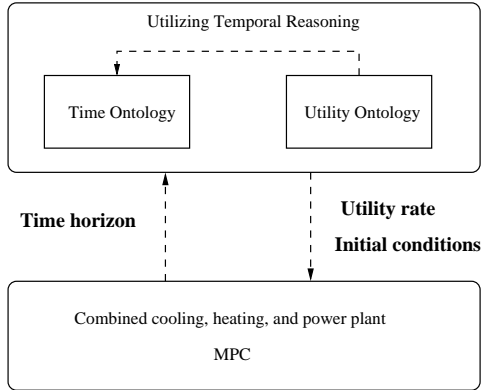 Utilizing Temporal Reasoning
Time Ontology
Utility Ontology
Time horizon
Utility rate
Initial conditions
Combined cooling, heating, and power plant
MPC